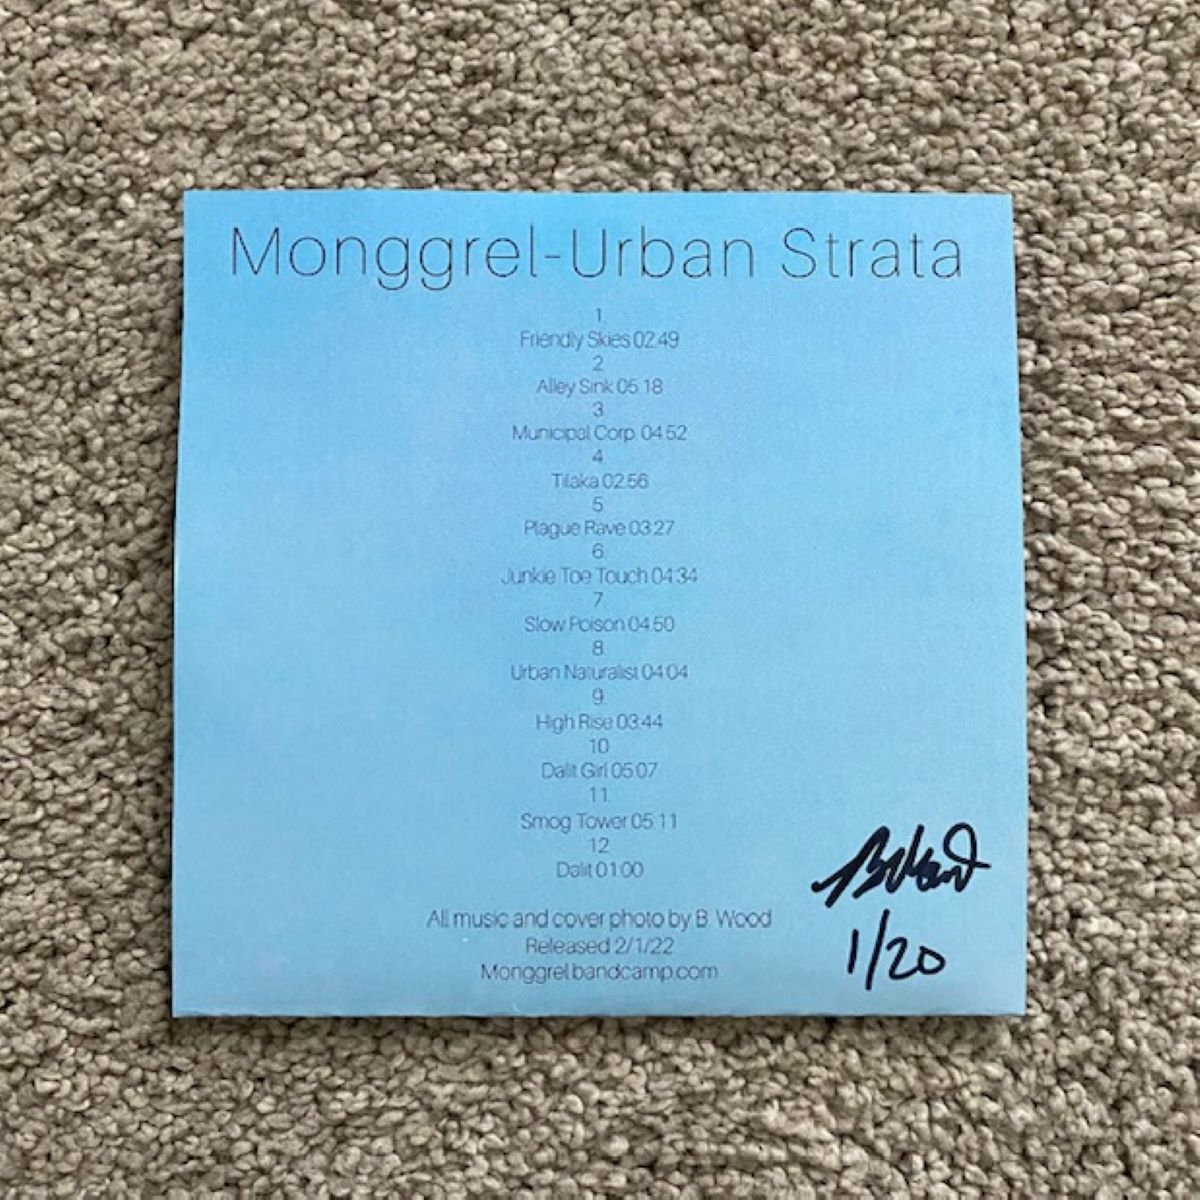 Monggrel-Urban Strata
1.
Friendly Skies 02:49
2
Alley Sink 05:18
3
Municipal Corp. 04:52
4
Tilaka 02:56
5
Plague Rave 03:27
6.
Junkie Toe Touch 04:34
7.
Slow Poison 04:50
8.
Urban Naturalist 04:04
9.
High Rise 03:44
10
Dalit Girl 05:07
11.
Smog Tower 05:11
12
Dalit 01:00
All music and cover photo by B. Wood
Released 2/1/22
Monggrel.bandcamp.com
1/20